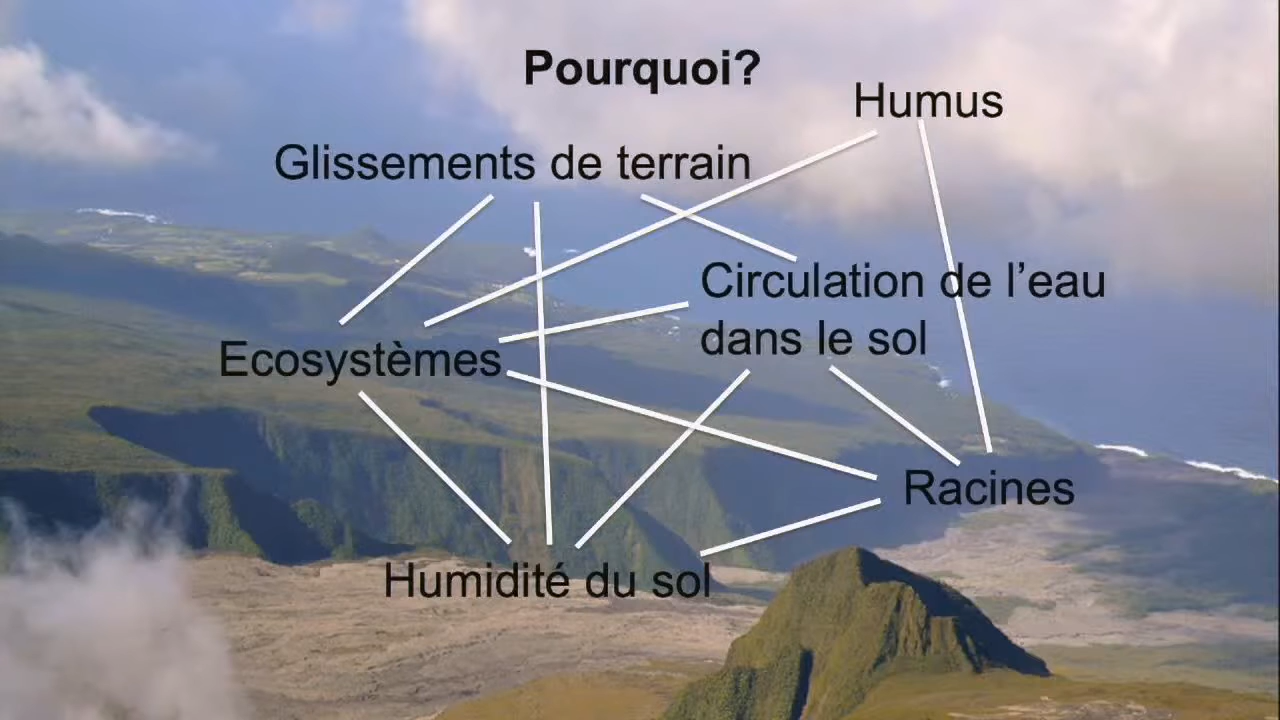 Pourquoi?
Humus
Glissements de terrain
Circulation de l’eau
dans le sol
Ecosystèmes
Racines
Humidité du sol